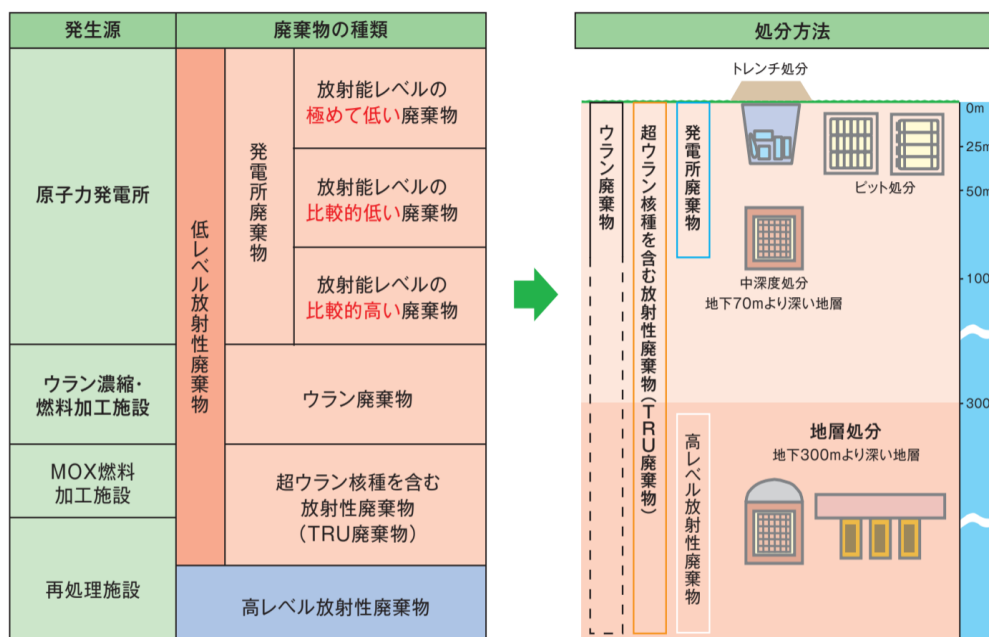 発生源
廃棄物の種類
原子力発電所
低レベル放射性廃棄物
発電所廃棄物
放射能レベルの
極めて低い廃棄物
放射能レベルの
比較的低い廃棄物
放射能レベルの
比較的高い廃棄物
ウラン濃縮・
燃料加工施設
ウラン廃棄物
MOX燃料
加工施設
超ウラン核種を含む
放射性廃棄物
（TRU廃棄物）
再処理施設
高レベル放射性廃棄物
処分方法
トレンチ処分
ウラン廃棄物
超ウラン核種を含む放射性廃棄物（TRU廃棄物）
発電所廃棄物
ピット処分
中深度処分
地下70mより深い地層
高レベル放射性廃棄物
地層処分
地下300mより深い地層
0m
25m
50m
100
300